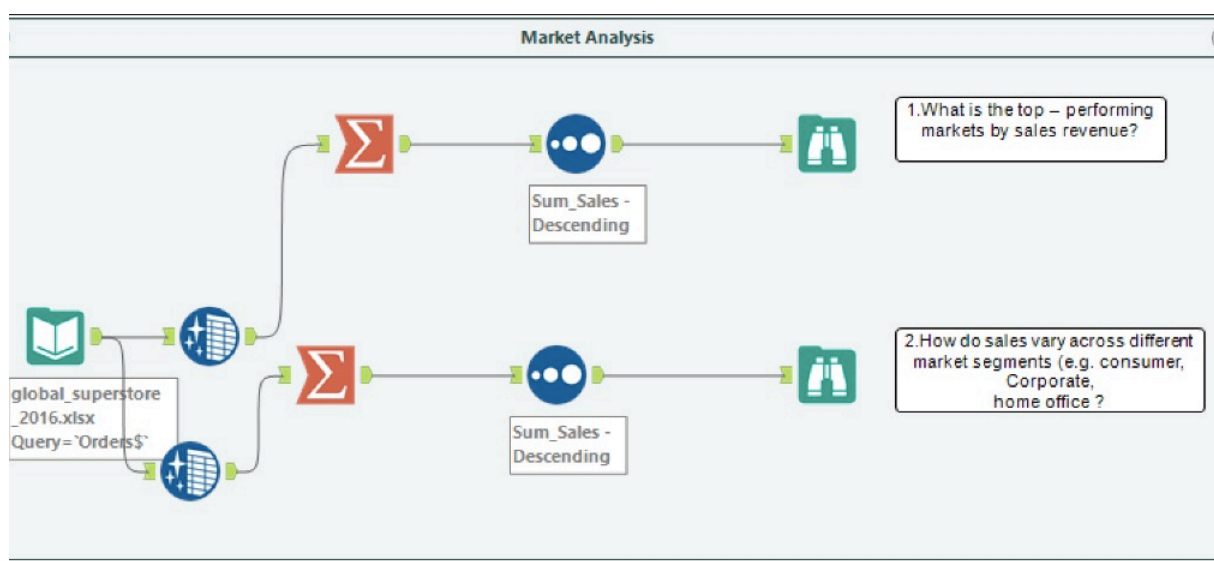 Market Analysis
1.What is the top – performing
markets by sales revenue?
Sum_Sales -
Descending
global_superstore
_2016.xlsx
Query=`Orders$`
2.How do sales vary across different
market segments (e.g. consumer,
Corporate,
home office ?
Sum_Sales -
Descending